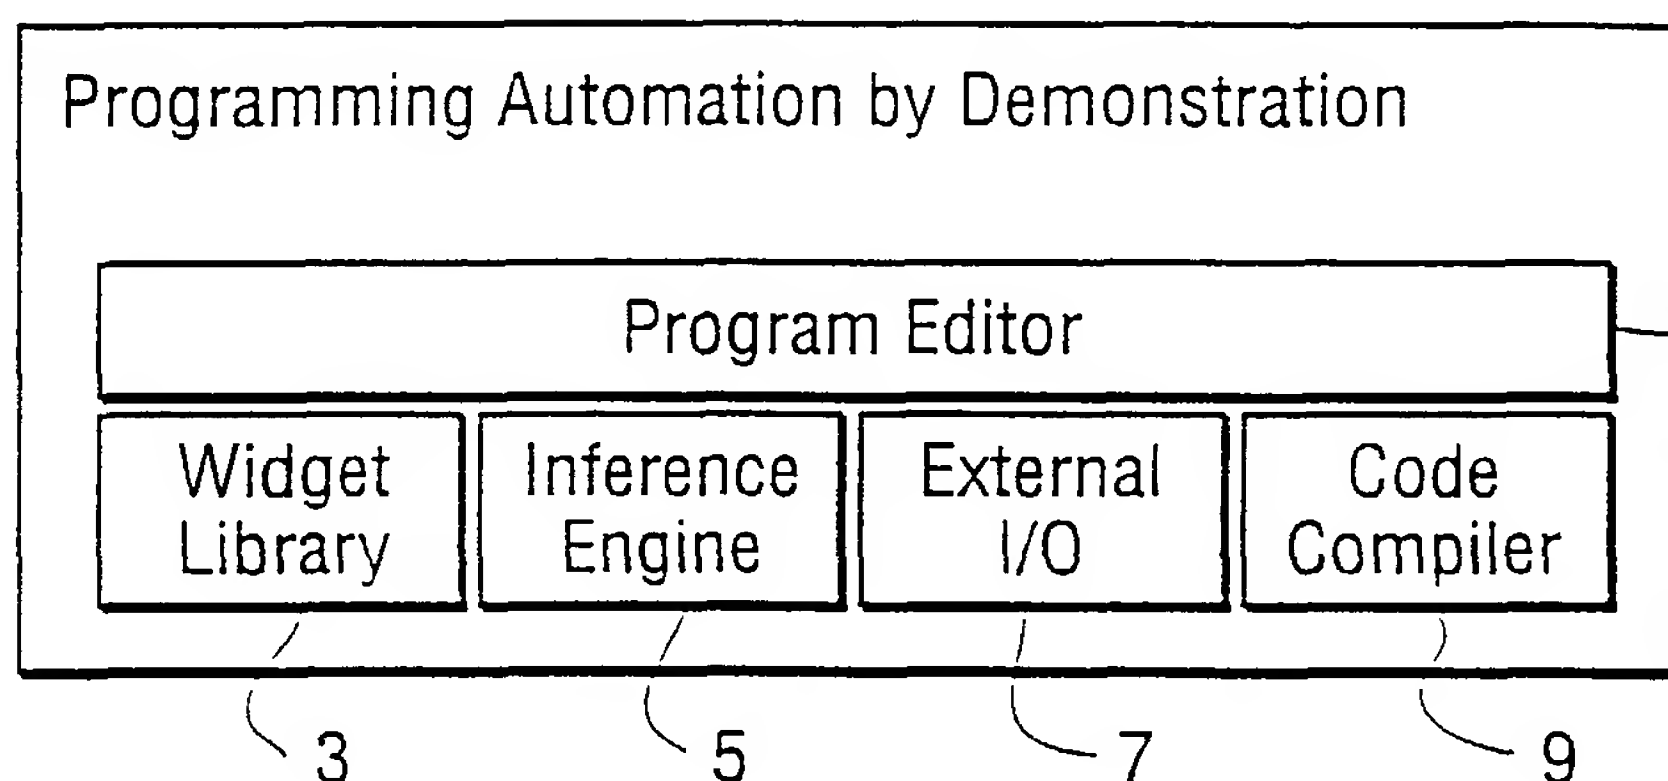 Programming Automation by Demonstration
Program Editor
Widget
Library
Inference
Engine
External
I/O
Code
Compiler
3
5
7
9